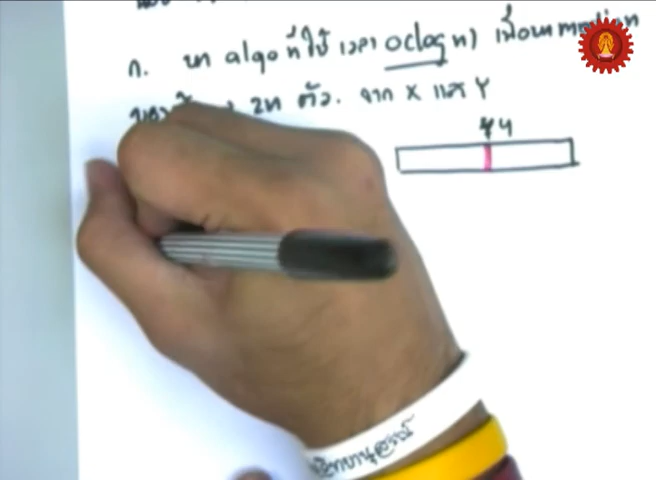 ก. หา algo ที่ใช้ เวลา O(log n) เพื่อหา median
2n ตัว. จาก X และ Y
44